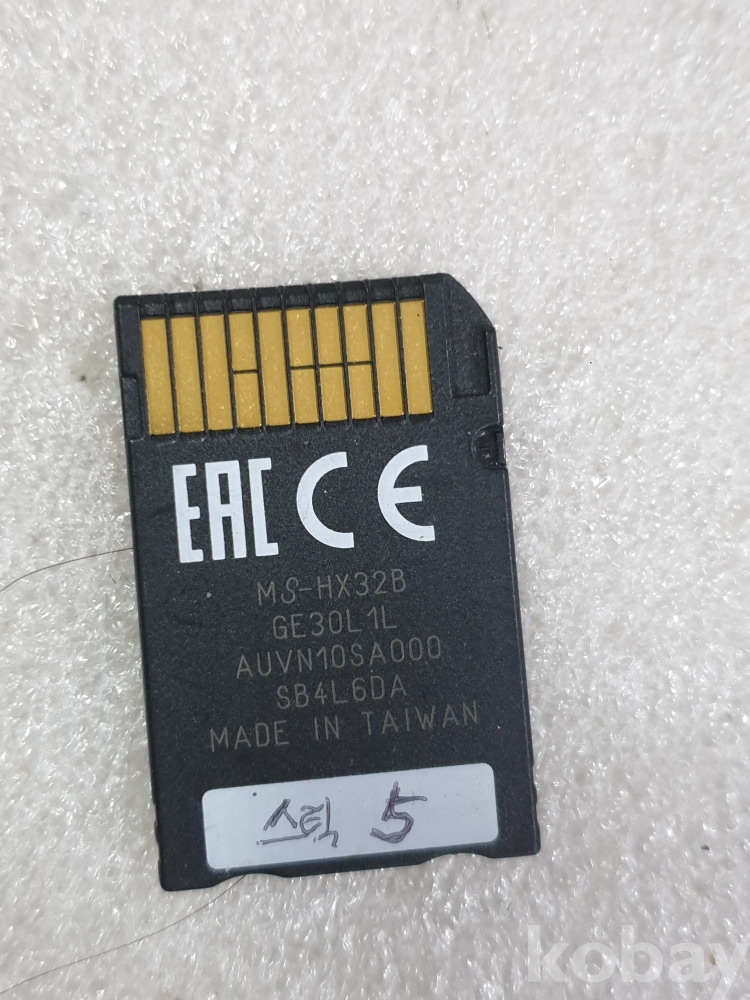 EAC CE
MS-HX32B
GE30L1L
AUVN10SA000
SB4L6DA
MADE IN TAIWAN
스틱 5
kobay